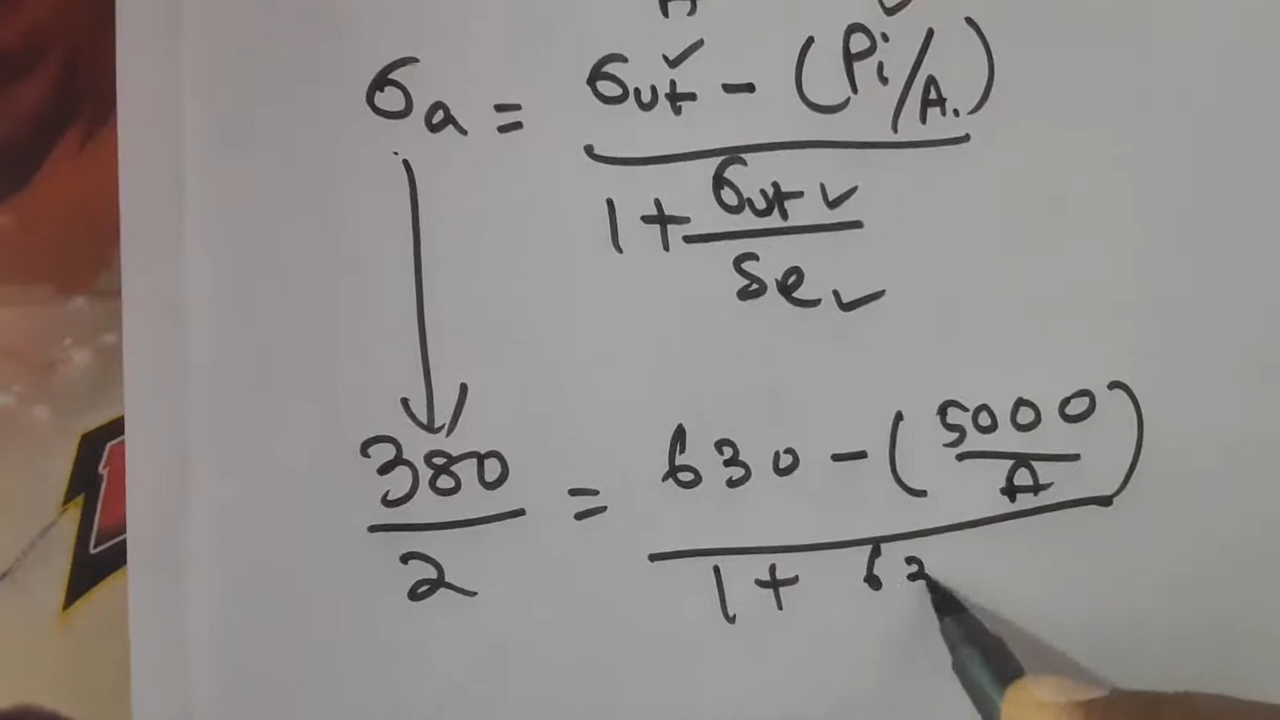 σa = σut ✓ - (Pi/A.)
1 + σut ✓
Se ✓
380 = 630 - (5000
A)
2 1 + 63